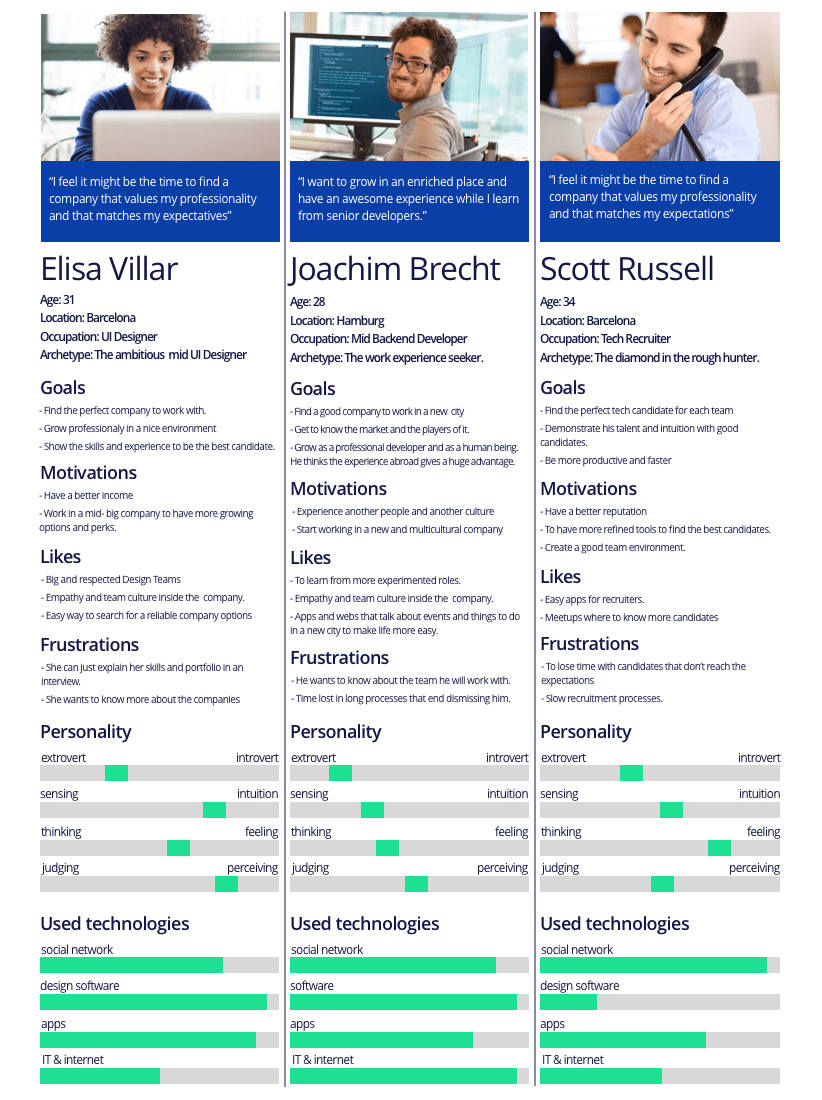 “I feel it might be the time to find a
company that values my professionality
and that matches my expectatives”
Elisa Villar
Age: 31
Location: Barcelona
Occupation: UI Designer
Archetype: The ambitious  mid UI Designer
Goals
- Find the perfect company to work with.
- Grow professionaly in a nice environment
- Show the skills and experience to be the best candidate.
Motivations
- Have a better income
- Work in a mid- big company to have more growing
options and perks.
Likes
- Big and respected Design Teams
- Empathy and team culture inside the  company.
- Easy way to search for a reliable company options
Frustrations
- She can just explain her skills and portfolio in an
interview.
- She wants to know more about the companies
Personality
extrovert introvert
sensing intuition
thinking feeling
judging perceiving
Used technologies
social network
design software
apps
IT & internet
“I want to grow in an enriched place and
have an awesome experience while I learn
from senior developers.”
Joachim Brecht
Age: 28
Location: Hamburg
Occupation: Mid Backend Developer
Archetype: The work experience seeker.
Goals
- Find a good company to work in a new  city
- Get to know the market and the players of it.
- Grow as a professional developer and as a human being.
He thinks the experience abroad gives a huge advantage.
Motivations
- Experience another people and another culture
- Start working in a new and multicultural company
Likes
- To learn from more experimented roles.
- Empathy and team culture inside the  company.
- Apps and webs that talk about events and things to do
in a new city to make life more easy.
Frustrations
- He wants to know about the team he will work with.
- Time lost in long processes that end dismissing him.
Personality
extrovert introvert
sensing intuition
thinking feeling
judging perceiving
Used technologies
social network
software
apps
IT & internet
“I feel it might be the time to find a
company that values my professionality
and that matches my expectations”
Scott Russell
Age: 34
Location: Barcelona
Occupation: Tech Recruiter
Archetype: The diamond in the rough hunter.
Goals
- Find the perfect tech candidate for each team
- Demonstrate his talent and intuition with good
candidates.
- Be more productive and faster
Motivations
- Have a better reputation
- To have more refined tools to find the best candidates.
- Create a good team environment.
Likes
- Easy apps for recruiters.
- Meetups where to know more candidates
Frustrations
- To lose time with candidates that don’t reach the
expectations
- Slow recruitment processes.
Personality
extrovert introvert
sensing intuition
thinking feeling
judging perceiving
Used technologies
social network
design software
apps
IT & internet